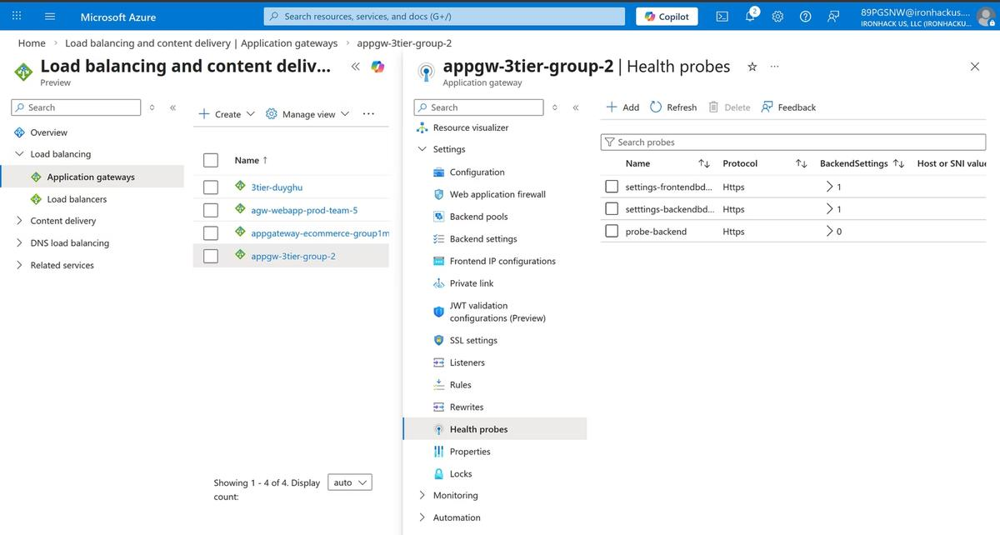 Microsoft Azure
Search resources, services, and docs (G+/)
Copilot
2
89PGSNW@ironhackus....
IRONHACK US, LLC (IRONHACKU...
Home > Load balancing and content delivery | Application gateways > appgw-3tier-group-2
Load balancing and content deliv...
Preview
Search
Create
Manage view
Overview
Load balancing
Application gateways
Load balancers
Content delivery
DNS load balancing
Related services
Name ↑
3tier-duyghu
agw-webapp-prod-team-5
appgateway-ecommerce-group1m
appgw-3tier-group-2
Showing 1 - 4 of 4. Display
count:
auto
appgw-3tier-group-2 | Health probes
Application gateway
Search
Resource visualizer
Settings
Configuration
Web application firewall
Backend pools
Backend settings
Frontend IP configurations
Private link
JWT validation
configurations (Preview)
SSL settings
Listeners
Rules
Rewrites
Health probes
Properties
Locks
Monitoring
Automation
Add
Refresh
Delete
Feedback
Search probes
Name ↑↓ Protocol ↑↓ BackendSettings ↑↓ Host or SNI value
settings-frontendbd... Https > 1
setttings-backendbd... Https > 1
probe-backend Https > 0